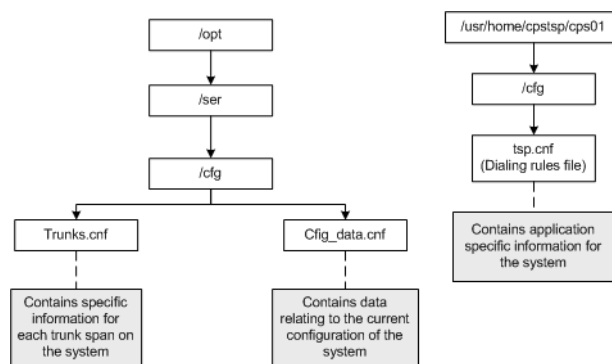 /opt
/ser
/cfg
Trunks.cnf
Cfig_data.cnf
Contains specific
information for
each trunk span on
the system
Contains data
relating to the current
configuration of the
system
/usr/home/cpstsp/cps01
/cfg
tsp.cnf
(Dialing rules file)
Contains application
specific information for
the system